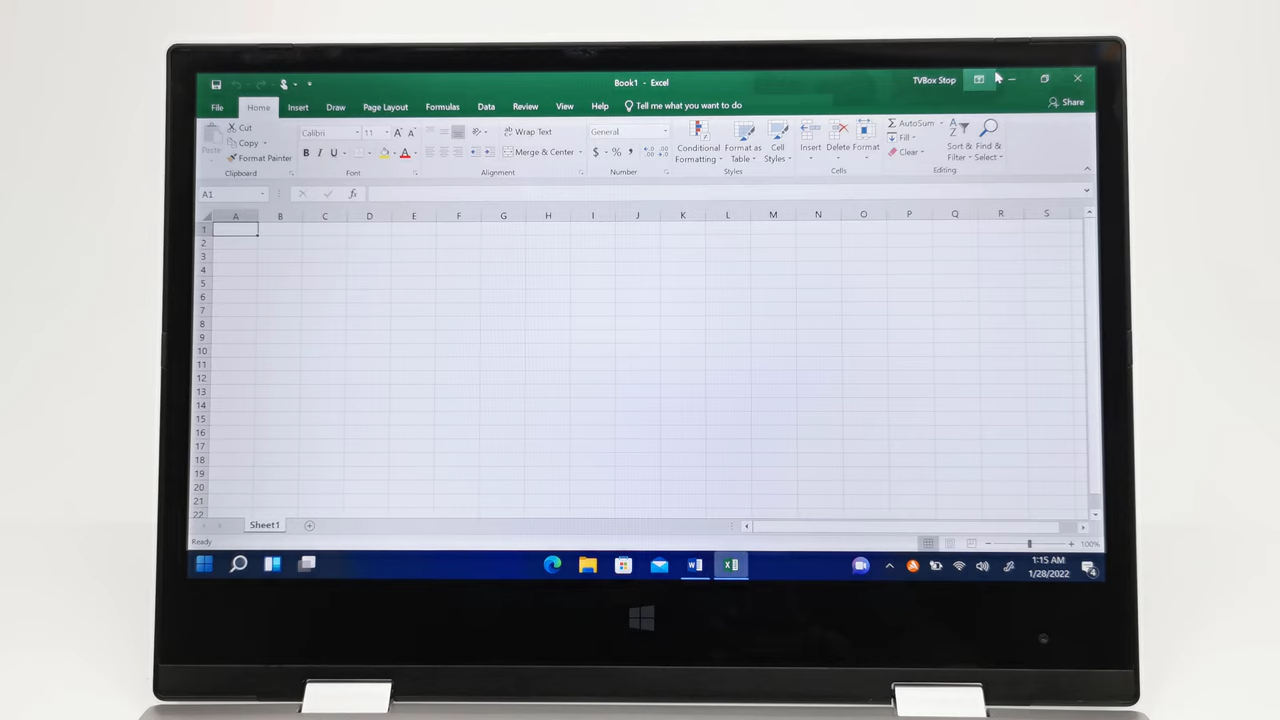 Book1 - Excel
TVBox Stop
File Home Insert Draw Page Layout Formulas Data Review View Help Tell me what you want to do Share
Paste
Cut
Copy
Format Painter
Clipboard
Calibri 11 A A
B I U A
Font
Wrap Text
Merge & Center
Alignment
General
$ % ,
Number
Conditional Formatting
Format as Table
Cell Styles
Styles
Insert Delete Format
Cells
AutoSum
Fill
Clear
Sort & Filter
Find & Select
Editing
A1 fx
A B C D E F G H I J K L M N O P Q R S
1
2
3
4
5
6
7
8
9
10
11
12
13
14
15
16
17
18
19
20
21
22
Sheet1
Ready
100%
1:15 AM
1/28/2022
4